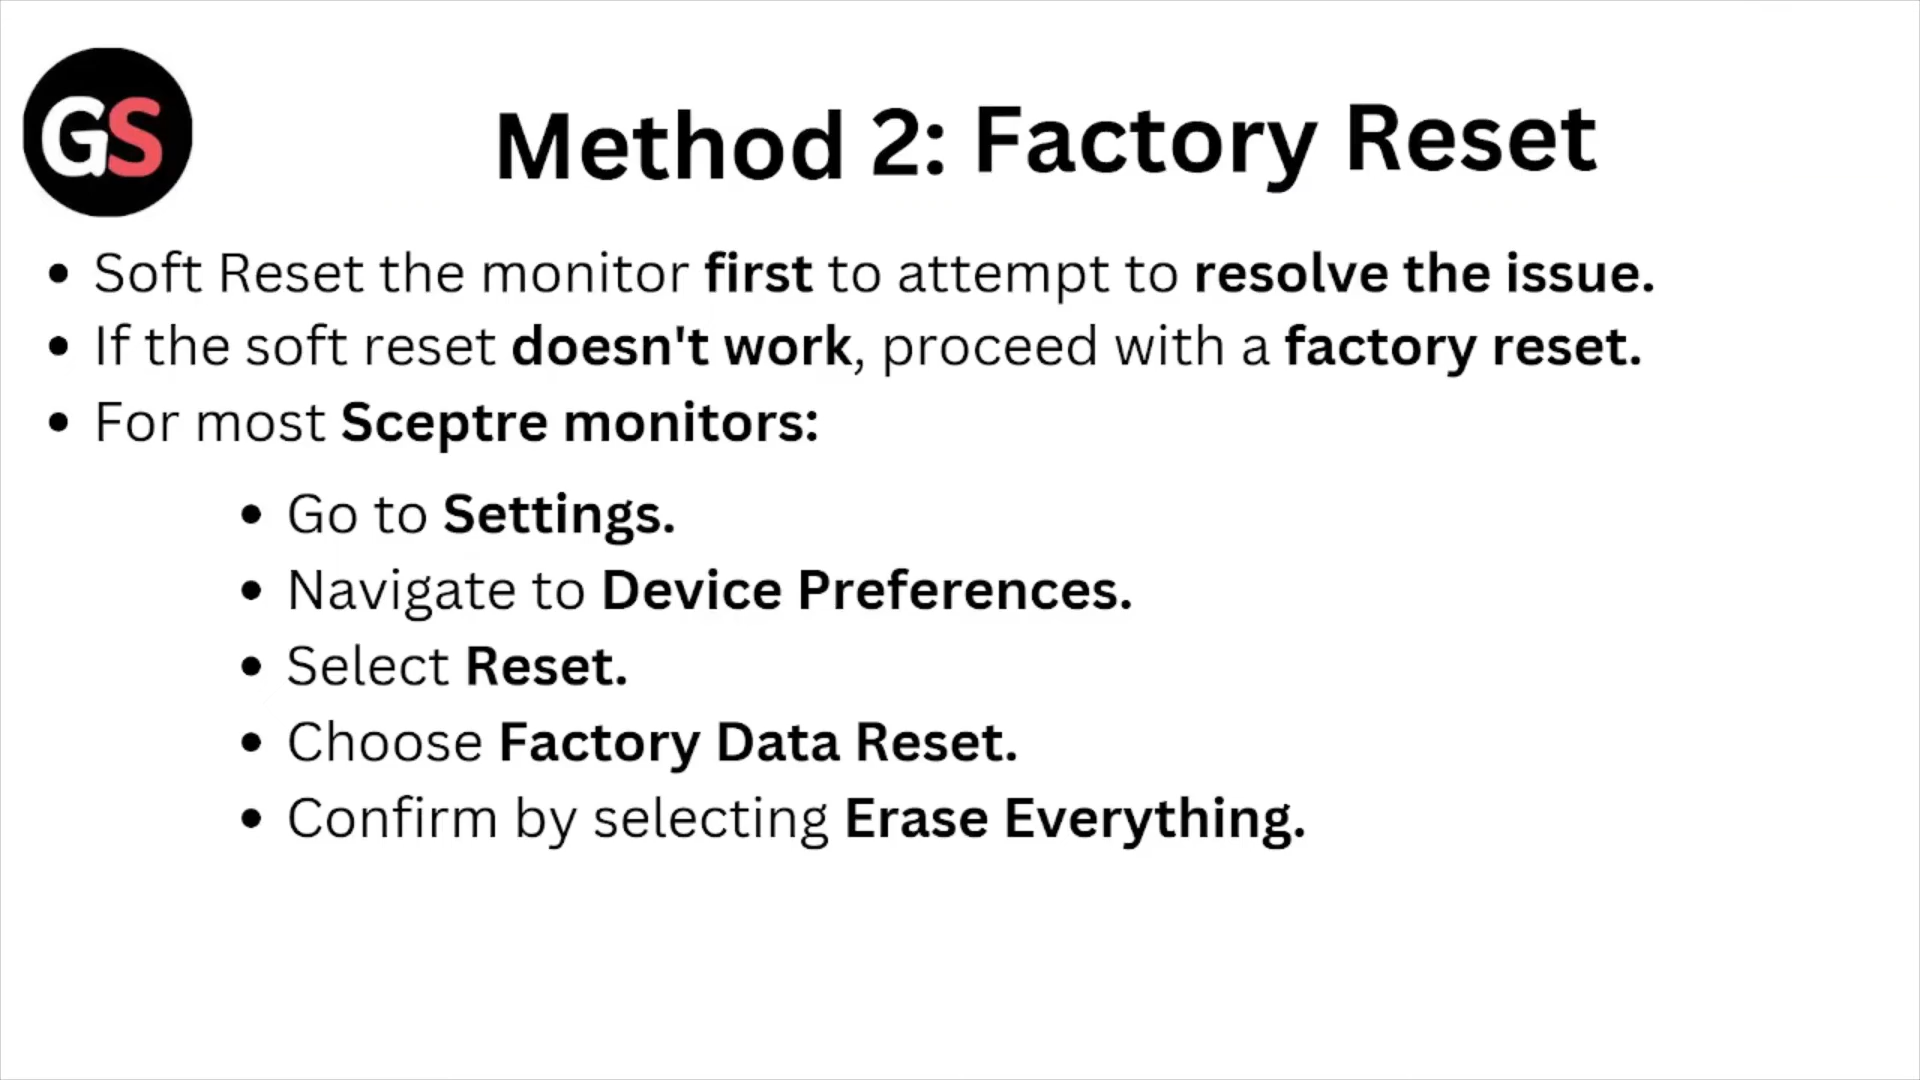 GS
Method 2: Factory Reset
• Soft Reset the monitor first to attempt to resolve the issue.
• If the soft reset doesn't work, proceed with a factory reset.
• For most Sceptre monitors:
• Go to Settings.
• Navigate to Device Preferences.
• Select Reset.
• Choose Factory Data Reset.
• Confirm by selecting Erase Everything.